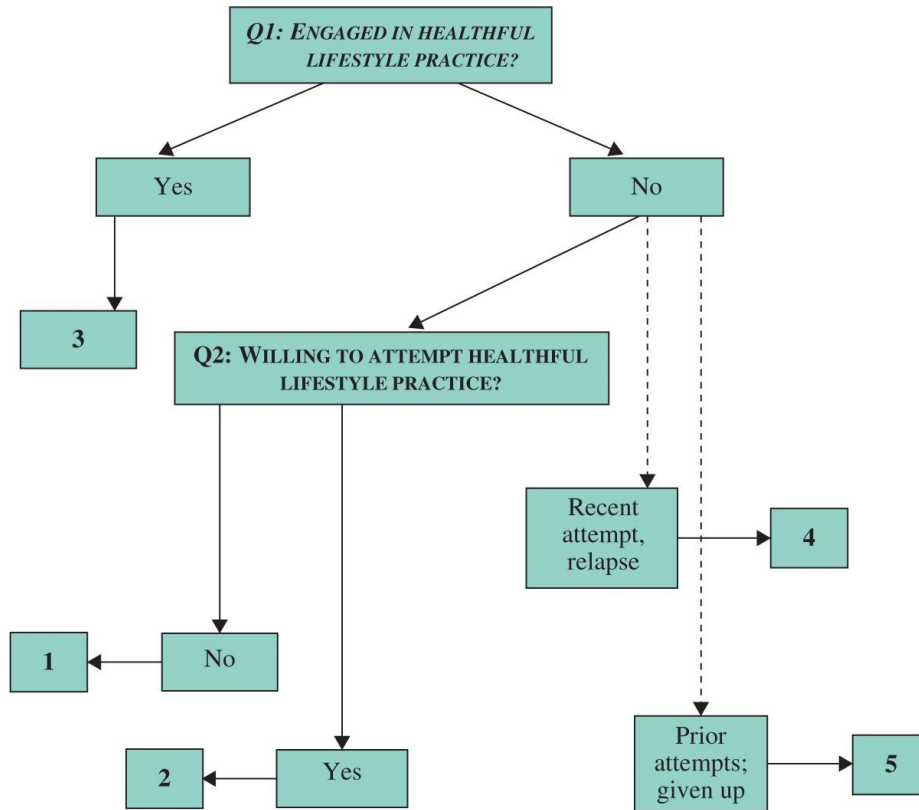 Q1: ENGAGED IN HEALTHFUL
LIFESTYLE PRACTICE?
Yes
No
3
Q2: WILLING TO ATTEMPT HEALTHFUL
LIFESTYLE PRACTICE?
Recent
attempt,
relapse
4
1
No
Prior
attempts;
given up
5
2
Yes